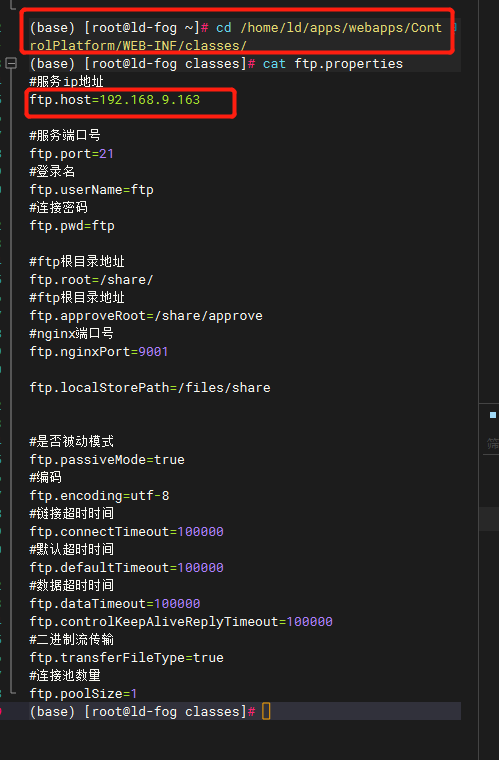 (base) [root@ld-fog ~]# cd /home/ld/apps/webapps/Cont
rolPlatform/WEB-INF/classes/
(base) [root@ld-fog classes]# cat ftp.properties
#服务ip地址
ftp.host=192.168.9.163
#服务端口号
ftp.port=21
#登录名
ftp.userName=ftp
#连接密码
ftp.pwd=ftp
#ftp根目录地址
ftp.root=/share/
#ftp根目录地址
ftp.approveRoot=/share/approve
#nginx端口号
ftp.nginxPort=9001
ftp.localStorePath=/files/share
#是否被动模式
ftp.passiveMode=true
#编码
ftp.encoding=utf-8
#链接超时时间
ftp.connectTimeout=100000
#默认超时时间
ftp.defaultTimeout=100000
#数据超时时间
ftp.dataTimeout=100000
ftp.controlKeepAliveReplyTimeout=100000
#二进制流传输
ftp.transferFileType=true
#连接池数量
ftp.poolSize=1
(base) [root@ld-fog classes]#